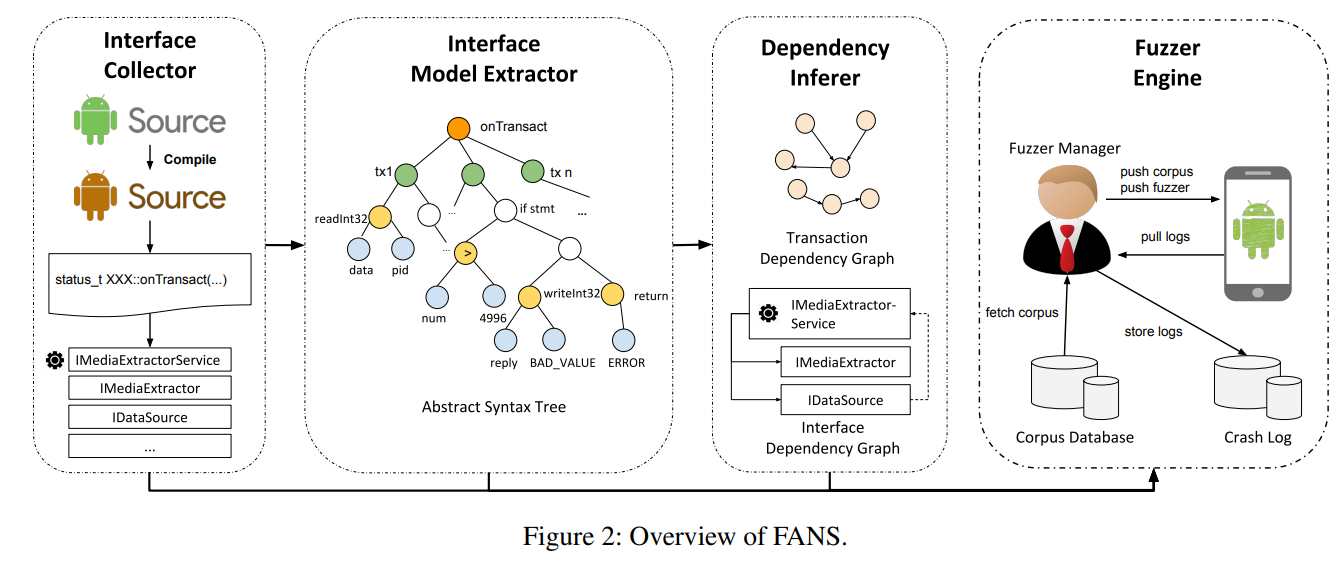 Interface
Collector
Source
Compile
Source
status_t XXX::onTransact(...)
IMediaExtractorService
IMediaExtractor
IDataSource
...
Interface
Model Extractor
onTransact
tx1
tx n
readInt32
...
if stmt
...
data
pid
...
>
num
4996
writeInt32
return
reply
BAD_VALUE
ERROR
Abstract Syntax Tree
Dependency
Inferer
Transaction
Dependency Graph
IMediaExtractor-
Service
IMediaExtractor
IDataSource
Interface
Dependency Graph
Fuzzer
Engine
Fuzzer Manager
push corpus
push fuzzer
pull logs
fetch corpus
store logs
Corpus Database
Crash Log
Figure 2: Overview of FANS.